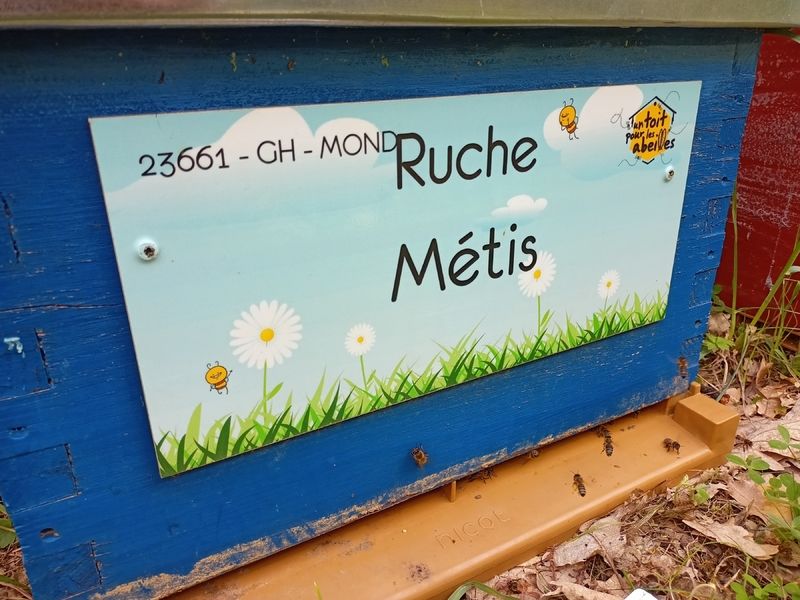 23661 - GH - MOND
Ruche
Métis
Un toit
pour les
abeilles
nicot